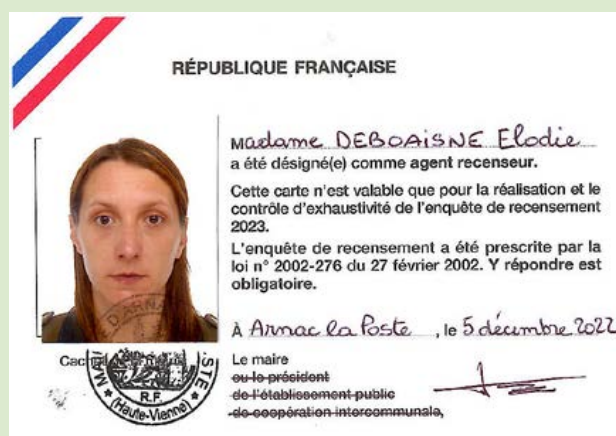 RÉPUBLIQUE FRANÇAISE
Madame DEBOAISNE Elodie
a été désigné(e) comme agent recenseur.
Cette carte n'est valable que pour la réalisation et le
contrôle d'exhaustivité de l'enquête de recensement
2023.
L'enquête de recensement a été prescrite par la
loi n° 2002-276 du 27 février 2002. Y répondre est
obligatoire.
À Arnac la Poste, le 5 décembre 2022
Le maire
ou le président
de l'établissement public
de coopération intercommunale,
R.F.
(Haute-Vienne)